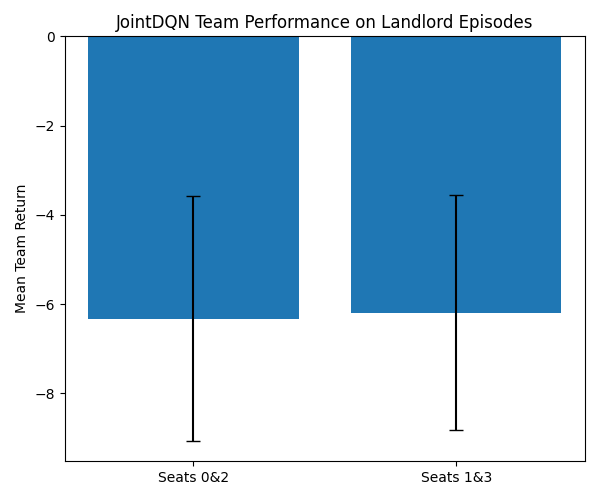 JointDQN Team Performance on Landlord Episodes
Mean Team Return
0
−2
−4
−6
−8
Seats 0&2
Seats 1&3